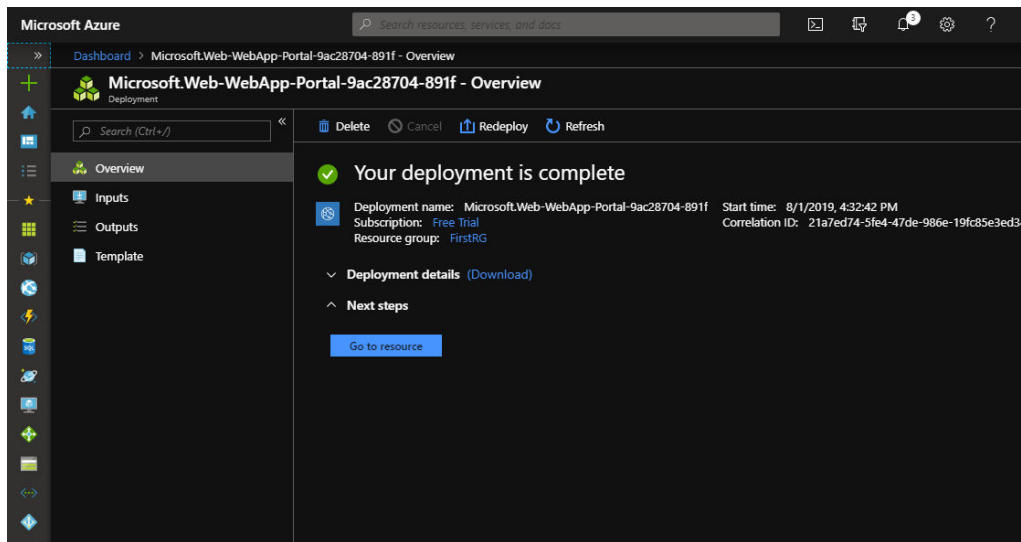 Microsoft Azure
Search resources, services, and docs
3
Dashboard > Microsoft.Web-WebApp-Portal-9ac28704-891f - Overview
Microsoft.Web-WebApp-Portal-9ac28704-891f - Overview
Deployment
Search (Ctrl+/)
Delete Cancel Redeploy Refresh
Overview
Inputs
Outputs
Template
Your deployment is complete
Deployment name: Microsoft.Web-WebApp-Portal-9ac28704-891f
Subscription: Free Trial
Resource group: FirstRG
Start time: 8/1/2019, 4:32:42 PM
Correlation ID: 21a7ed74-5fe4-47de-986e-19fc85e3ed3
Deployment details (Download)
Next steps
Go to resource
SQL